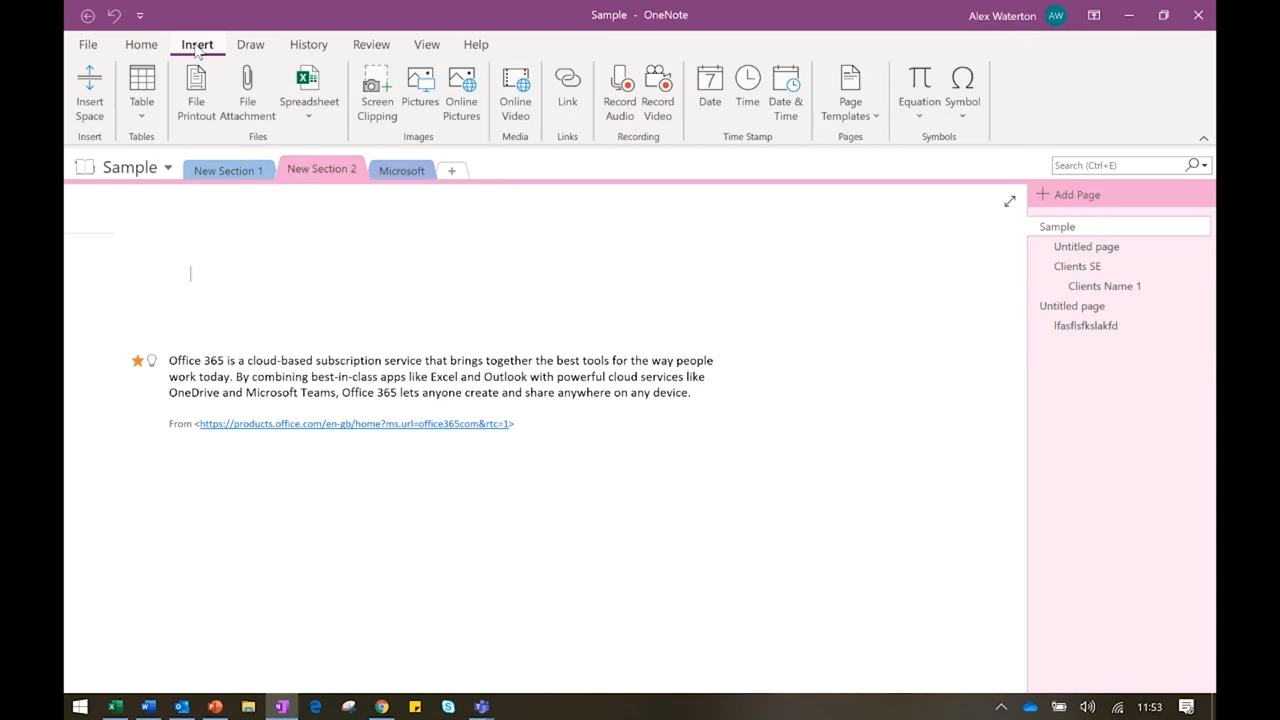 Sample - OneNote
Alex Waterton AW
File Home Insert Draw History Review View Help
Insert Space
Table
File Printout
File Attachment
Spreadsheet
Screen Clipping
Pictures
Online Pictures
Online Video
Link
Record Audio
Record Video
Date
Time
Date & Time
Page Templates
Equation
Symbol
Insert Tables Files Images Media Links Recording Time Stamp Pages Symbols
Sample New Section 1 New Section 2 Microsoft +
Search (Ctrl+E)
Add Page
Sample
Untitled page
Clients SE
Clients Name 1
Untitled page
lfasflsfkslakfd
Office 365 is a cloud-based subscription service that brings together the best tools for the way people
work today. By combining best-in-class apps like Excel and Outlook with powerful cloud services like
OneDrive and Microsoft Teams, Office 365 lets anyone create and share anywhere on any device.
From <https://products.office.com/en-gb/home?ms.url=office365com&rtc=1>
11:53